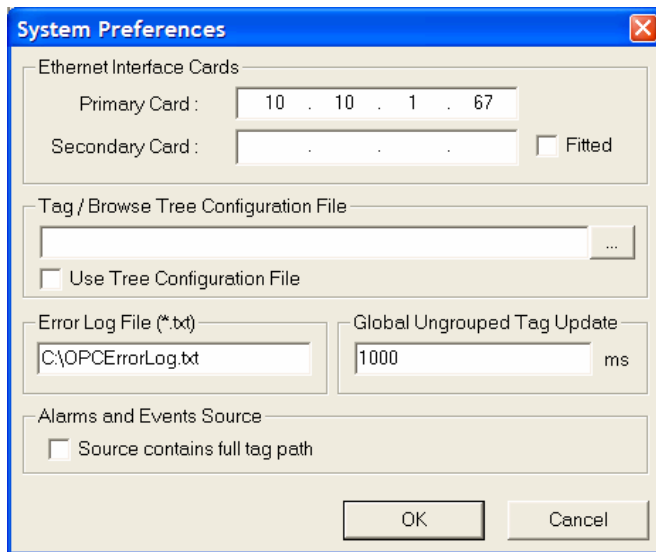 System Preferences
Ethernet Interface Cards
Primary Card : 10 . 10 . 1 . 67
Secondary Card : . . . Fitted
Tag / Browse Tree Configuration File
...
Use Tree Configuration File
Error Log File (*.txt) Global Ungrouped Tag Update
C:\OPCErrorLog.txt 1000 ms
Alarms and Events Source
Source contains full tag path
OK Cancel